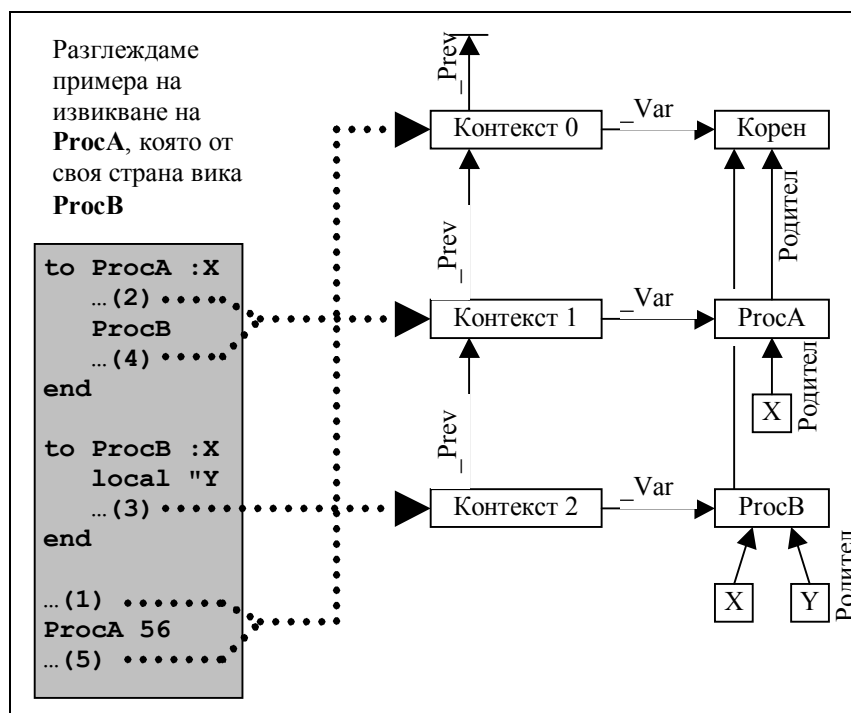 Разглеждаме
примера на
извикване на
ProcA, която от
своя страна вика
ProcB
to ProcA :X
…(2)
ProcB
…(4)
end
to ProcB :X
local "Y
…(3)
end
…(1)
ProcA 56
…(5)
_Prev
Контекст 0
_Var
Корен
_Prev
Родител
Контекст 1
_Var
ProcA
_Prev
X
Родител
Контекст 2
_Var
ProcB
X
Y
Родител